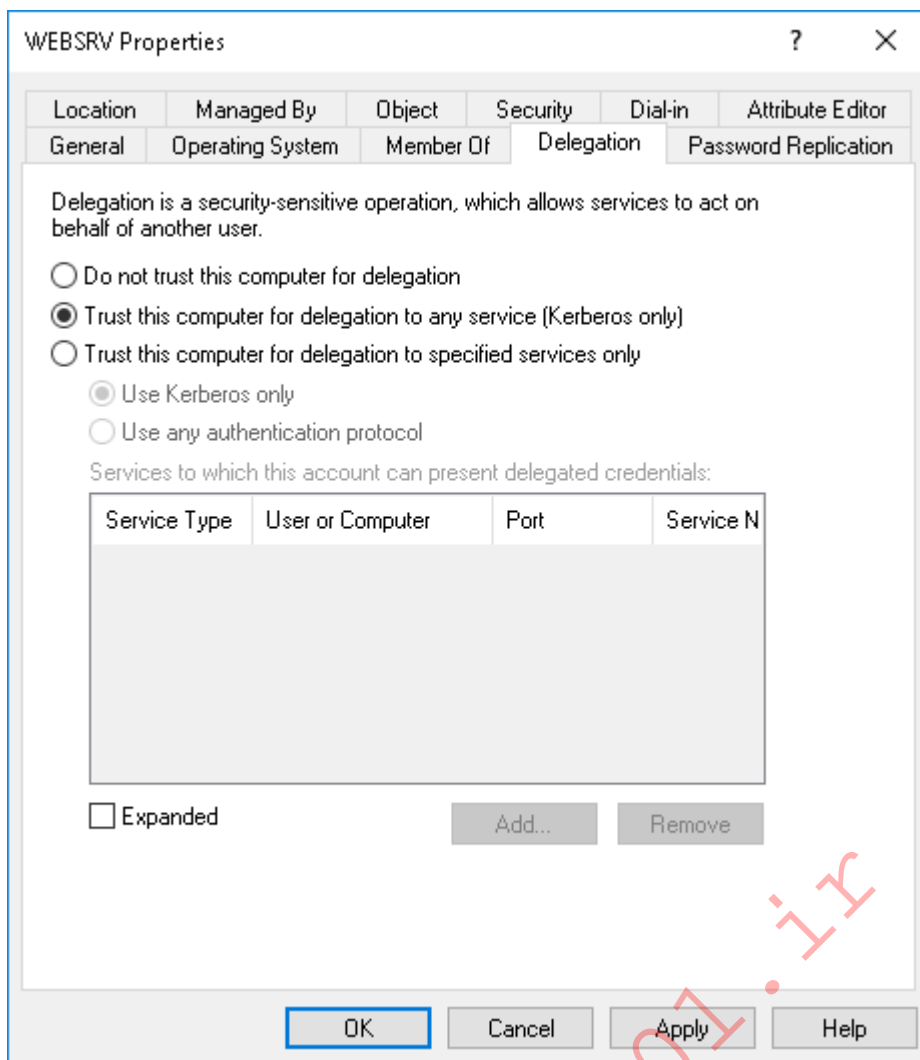 WEBSRV Properties
? X
Location Managed By Object Security Dial-in Attribute Editor
General Operating System Member Of Delegation Password Replication
Delegation is a security-sensitive operation, which allows services to act on
behalf of another user.
Do not trust this computer for delegation
Trust this computer for delegation to any service (Kerberos only)
Trust this computer for delegation to specified services only
Use Kerberos only
Use any authentication protocol
Services to which this account can present delegated credentials:
Service Type User or Computer Port Service N
Expanded Add... Remove
OK Cancel Apply Help